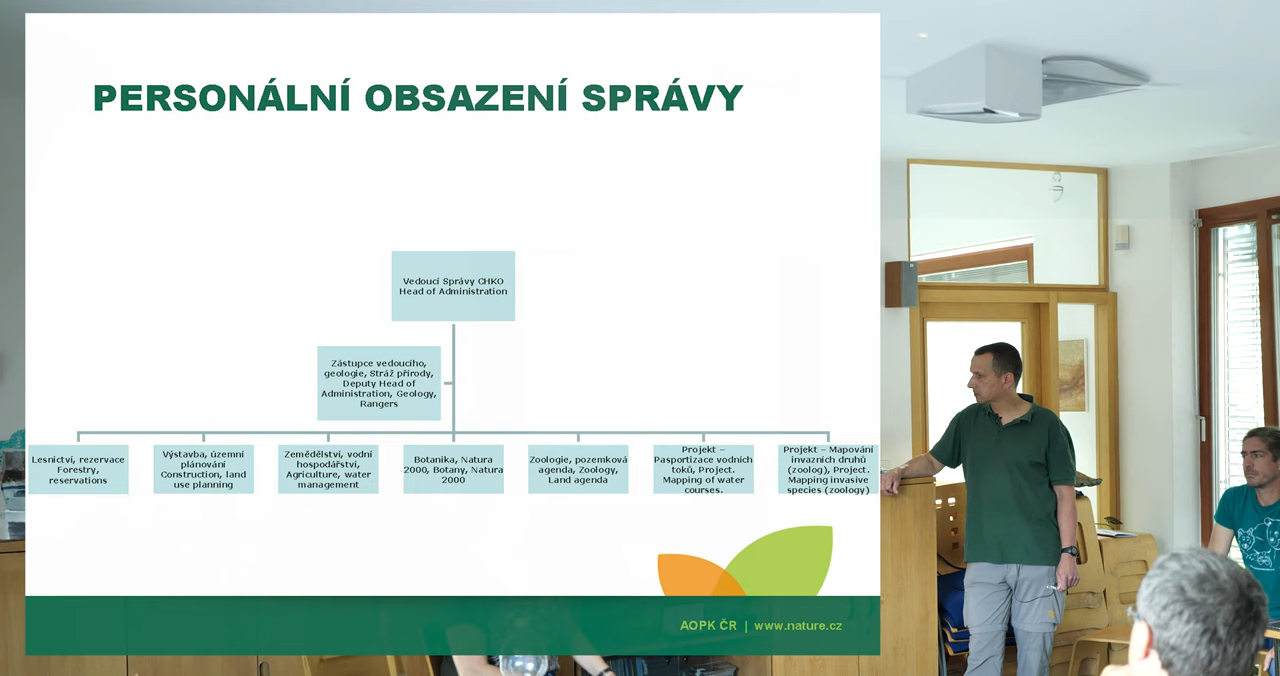 PERSONÁLNÍ OBSAZENÍ SPRÁVY
Vedoucí Správy CHKO
Head of Administration
Zástupce vedoucího,
geologie, Stráž přírody,
Deputy Head of
Administration, Geology,
Rangers
Lesnictví, rezervace
Forestry,
reservations
Výstavba, územní
plánování
Construction, land
use planning
Zemědělství, vodní
hospodářství,
Agriculture, water
management
Botanika, Natura
2000, Botany, Natura
2000
Zoologie, pozemková
agenda, Zoology,
Land agenda
Projekt –
Pasportizace vodních
toků, Project.
Mapping of water
courses.
Projekt – Mapování
invazních druhů
(zoolog), Project.
Mapping invasive
species (zoology)
AOPK ČR | www.nature.cz